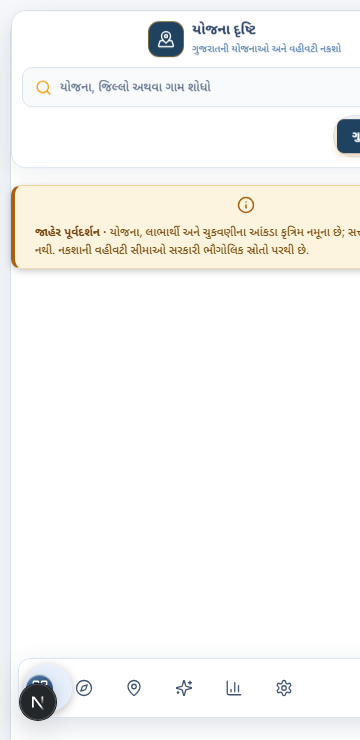 યોજના દૃષ્ટિ
ગુજરાતની યોજનાઓ અને વહીવટી નકશો
યોજના, જિલ્લો અથવા ગામ શોધો
જાહેર પૂર્વદર્શન · યોજના, લાભાર્થી અને ચુકવણીના આંકડા કૃત્રિમ નમૂના છે;
નથી. નકશાની વહીવટી સીમાઓ સરકારી ભૌગોલિક સ્રોતો પરથી છે.
N